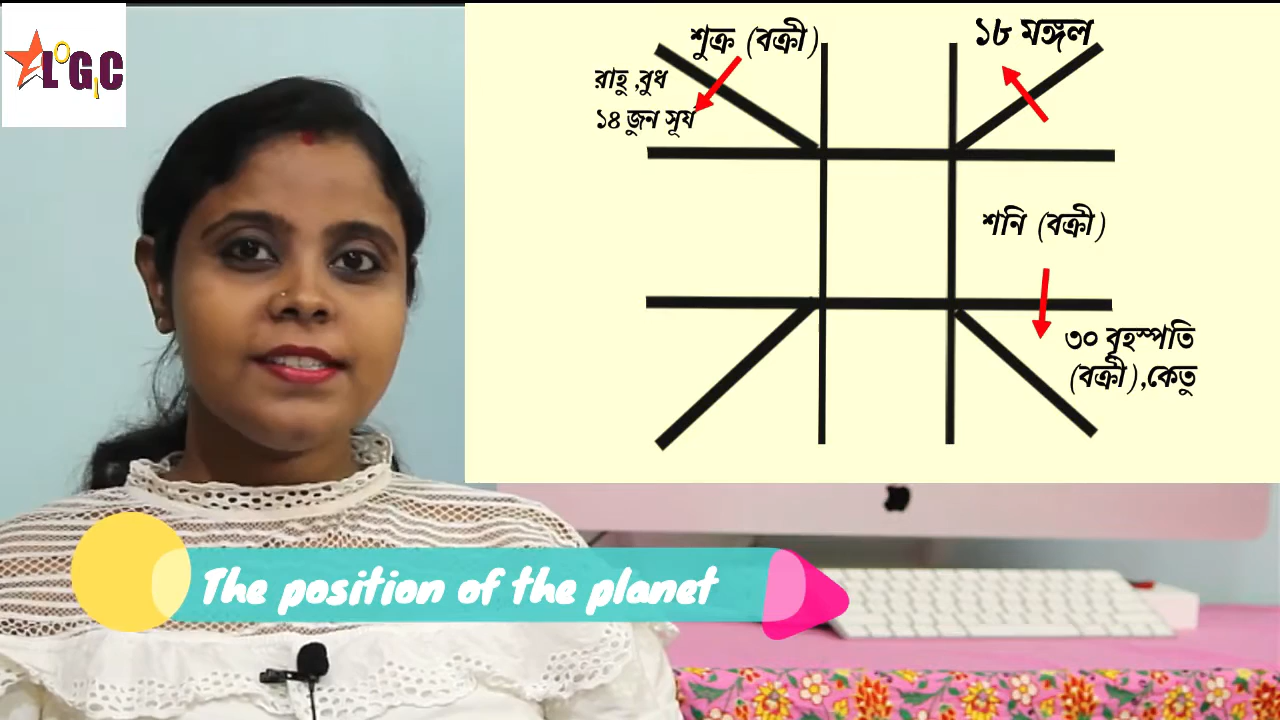 LOGIC
শুক্র (বক্রী)
রাহু ,বুধ
১৪ জুন সূর্য
১৮ মঙ্গল
শনি (বক্রী)
৩০ বৃহস্পতি
(বক্রী),কেতু
The position of the planet